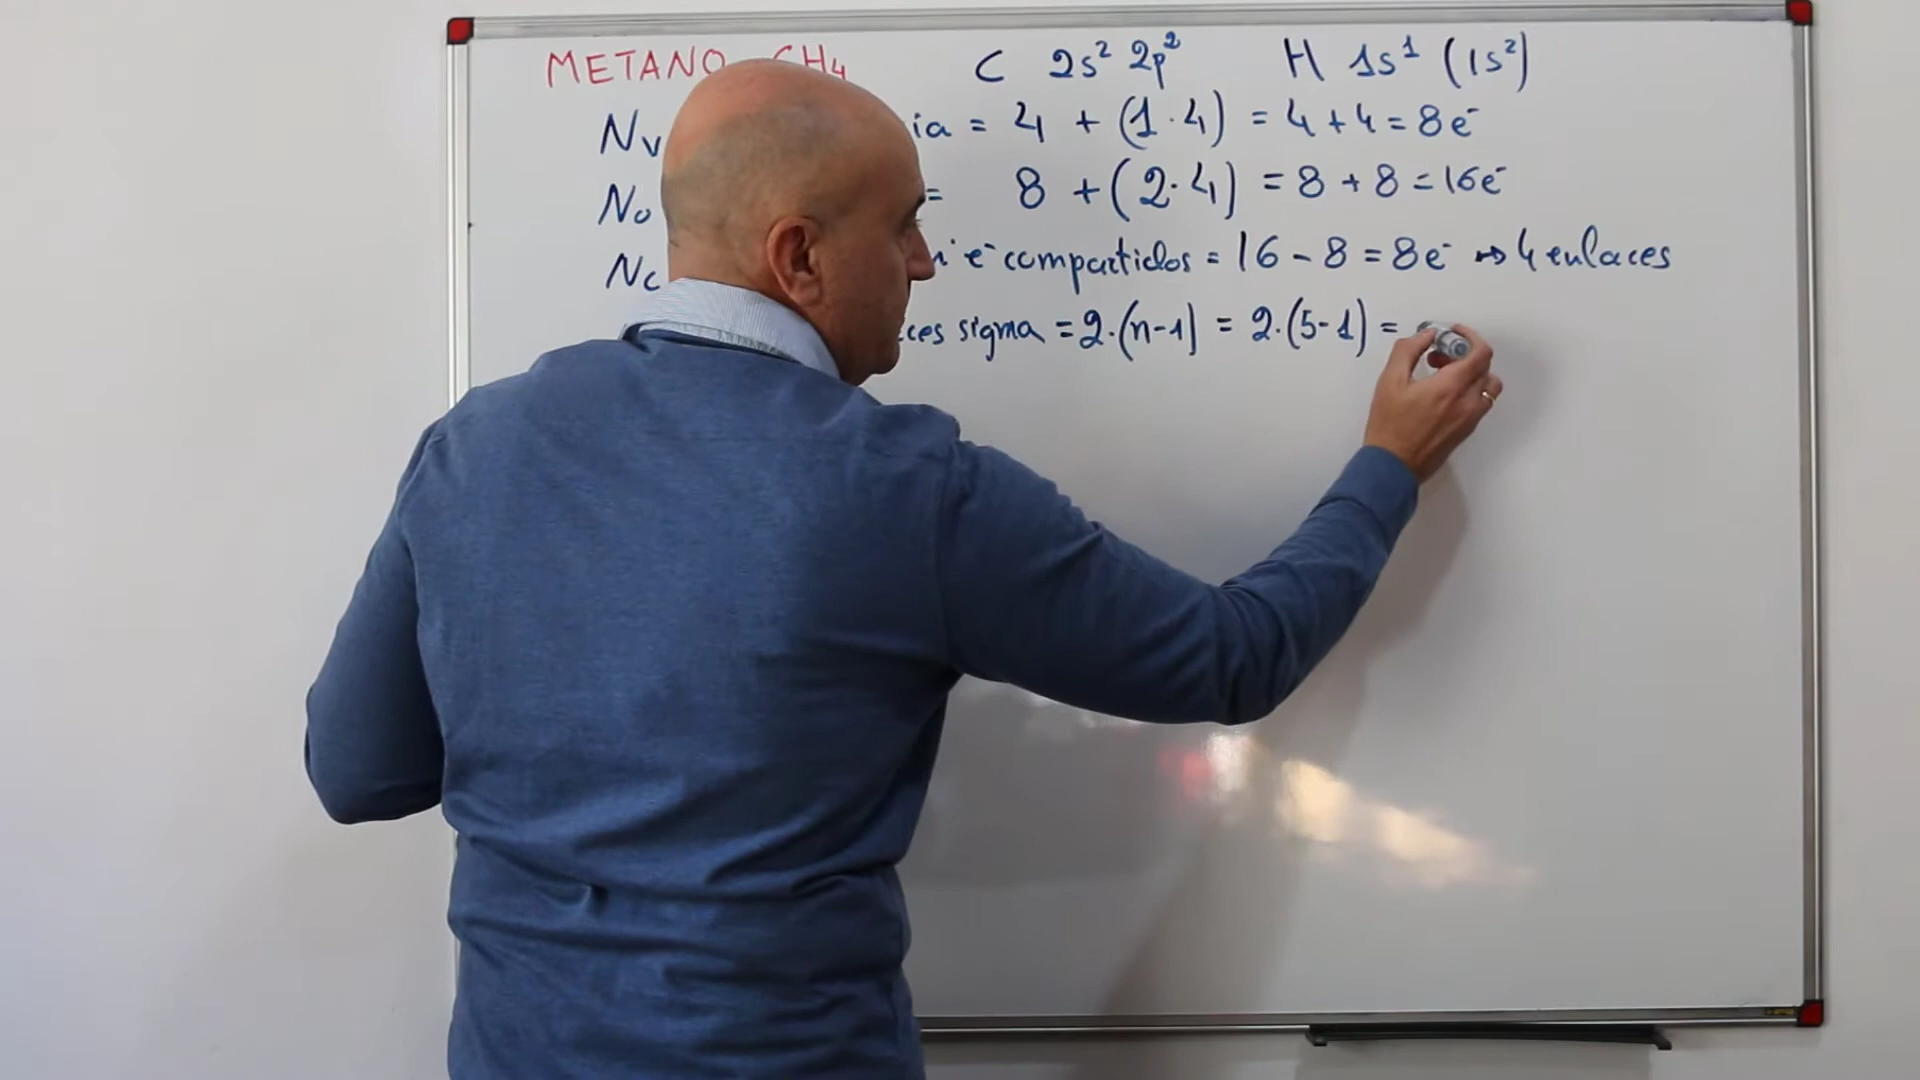 METANO CH₄ C 2s² 2p² H 1s¹ (1s²)
Nv ia = 4 + (1·4) = 4 + 4 = 8e⁻
No = 8 + (2·4) = 8 + 8 = 16e⁻
Nc e⁻ compartidos = 16 - 8 = 8e⁻ → 4 enlaces
ces sigma = 2·(n-1) = 2·(5-1) =